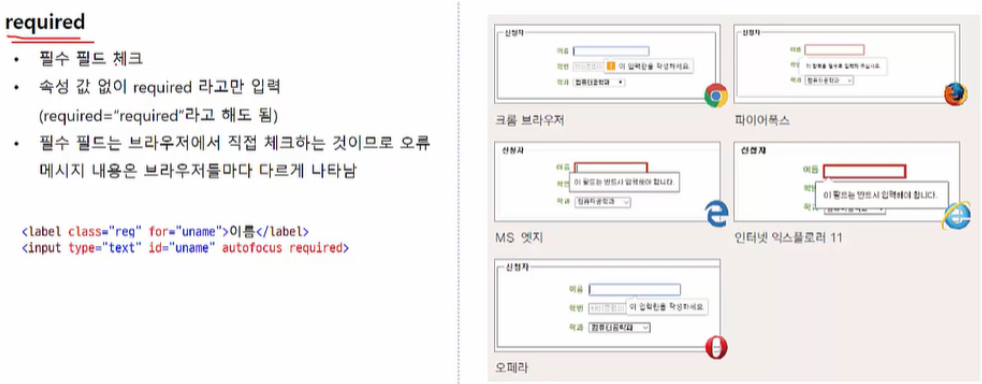 required
• 필수 필드 체크
• 속성 값 없이 required 라고만 입력
(required="required"라고 해도 됨)
• 필수 필드는 브라우저에서 직접 체크하는 것이므로 오류
메시지 내용은 브라우저들마다 다르게 나타남
<label class="req" for="uname">이름</label>
<input type="text" id="uname" autofocus required>
신청자
이름
학번
이 입력란을 작성하세요.
학과 컴퓨터공학과
크롬 브라우저
신청자
이름
학번
학과 컴퓨터공학과
파이어폭스
신청자
이름
학번
이 필드는 반드시 입력해야 합니다.
학과 컴퓨터공학과
MS 엣지
신청자
이름
학번
이 필드는 반드시 입력해야 합니다.
학과
인터넷 익스플로러 11
신청자
이름
학번
이 입력란을 작성하세요.
학과 컴퓨터공학과
오페라